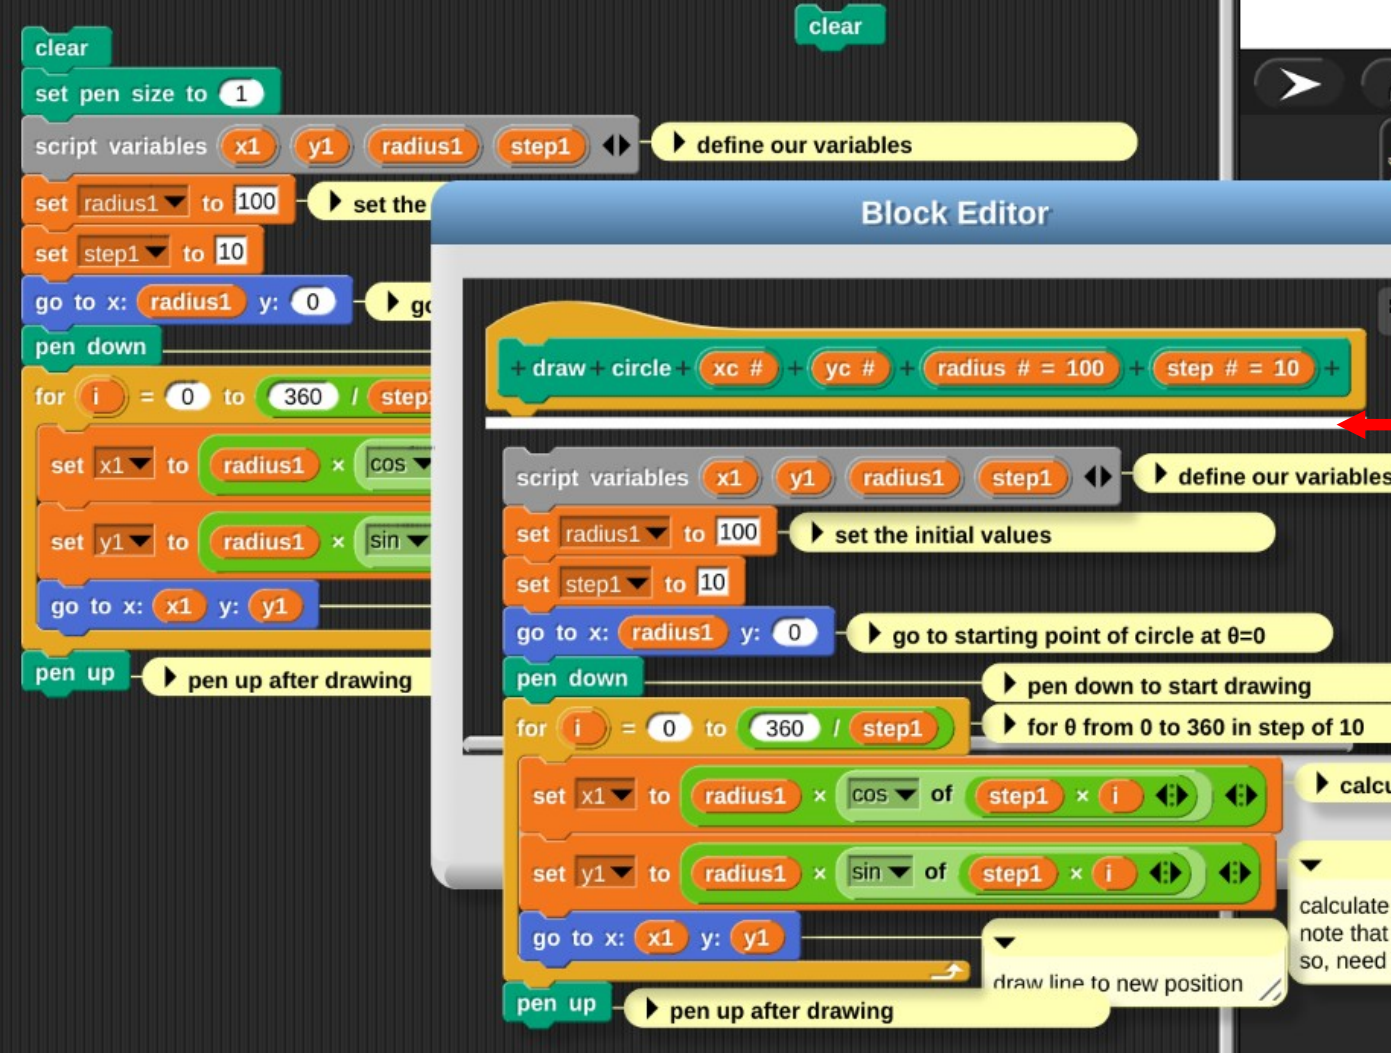 clear
clear
set pen size to 1
script variables x1 y1 radius1 step1
define our variables
set radius1 to 100
set the
set step1 to 10
go to x: radius1 y: 0
pen down
for i = 0 to 360 /
set x1 to radius1 × cos
set y1 to radius1 × sin
go to x: x1 y: y1
pen up
pen up after drawing
Block Editor
+ draw + circle + xc # + yc # + radius # = 100 + step # = 10 +
script variables x1 y1 radius1 step1
define our variables
set radius1 to 100
set the initial values
set step1 to 10
go to x: radius1 y: 0
go to starting point of circle at θ=0
pen down
pen down to start drawing
for i = 0 to 360 / step1
for θ from 0 to 360 in step of 10
set x1 to radius1 × cos of step1 × i
set y1 to radius1 × sin of step1 × i
calculate
note that
so, need
go to x: x1 y: y1
draw line to new position
pen up
pen up after drawing